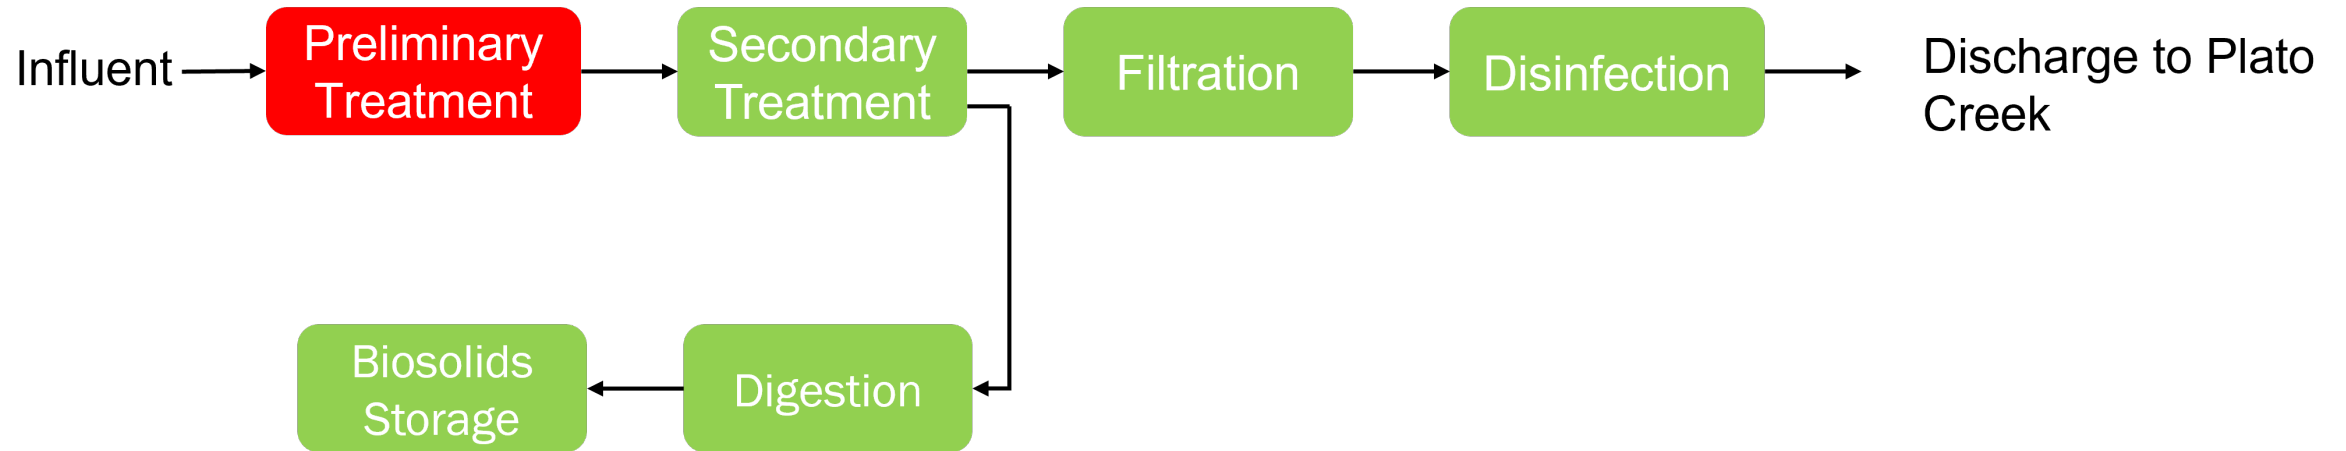 Influent
Preliminary
Treatment
Secondary
Treatment
Filtration
Disinfection
Discharge to Plato
Creek
Biosolids
Storage
Digestion